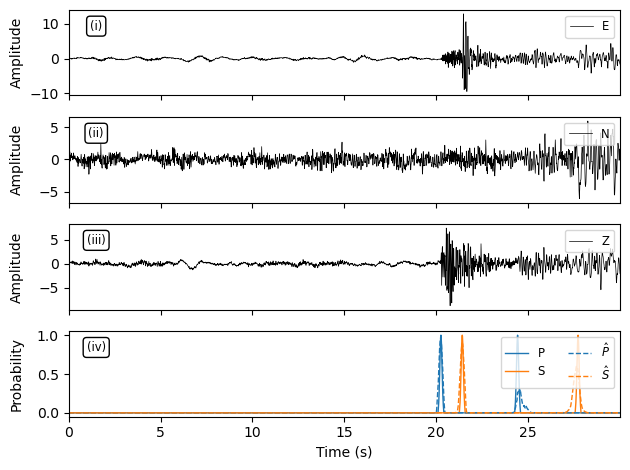 (i)
E
Amplitude
10
0
−10
(ii)
N
Amplitude
5
0
−5
(iii)
Z
Amplitude
5
0
−5
(iv)
P P̂
S Ŝ
Probability
1.0
0.5
0.0
0 5 10 15 20 25
Time (s)